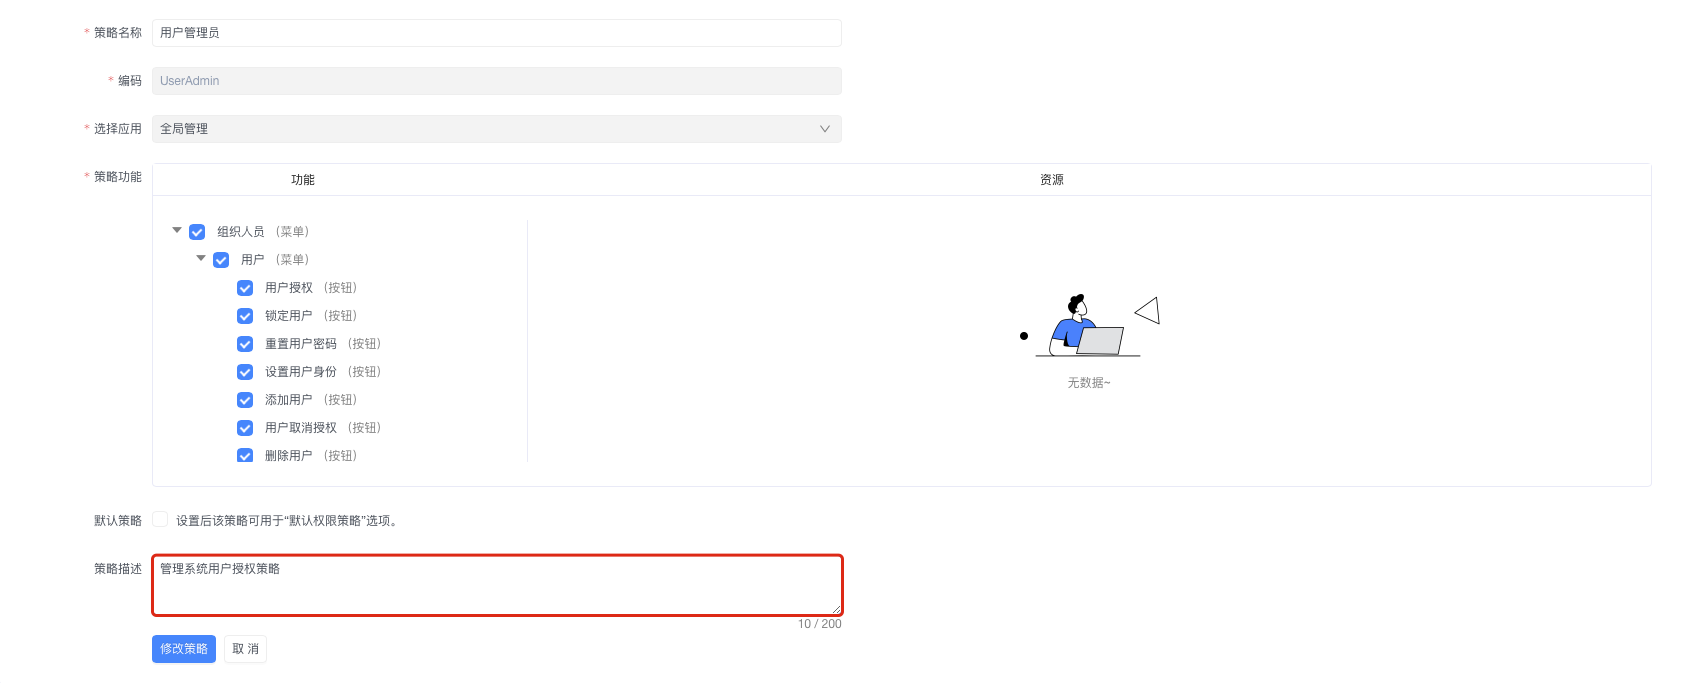 * 策略名称 用户管理员
* 编码 UserAdmin
* 选择应用 全局管理
* 策略功能 功能 资源
组织人员 （菜单）
用户 （菜单）
用户授权 （按钮）
锁定用户 （按钮）
重置用户密码 （按钮）
设置用户身份 （按钮）
添加用户 （按钮）
用户取消授权 （按钮）
删除用户 （按钮）
无数据~
默认策略 设置后该策略可用于“默认权限策略”选项。
策略描述 管理系统用户授权策略
10 / 200
修改策略 取 消